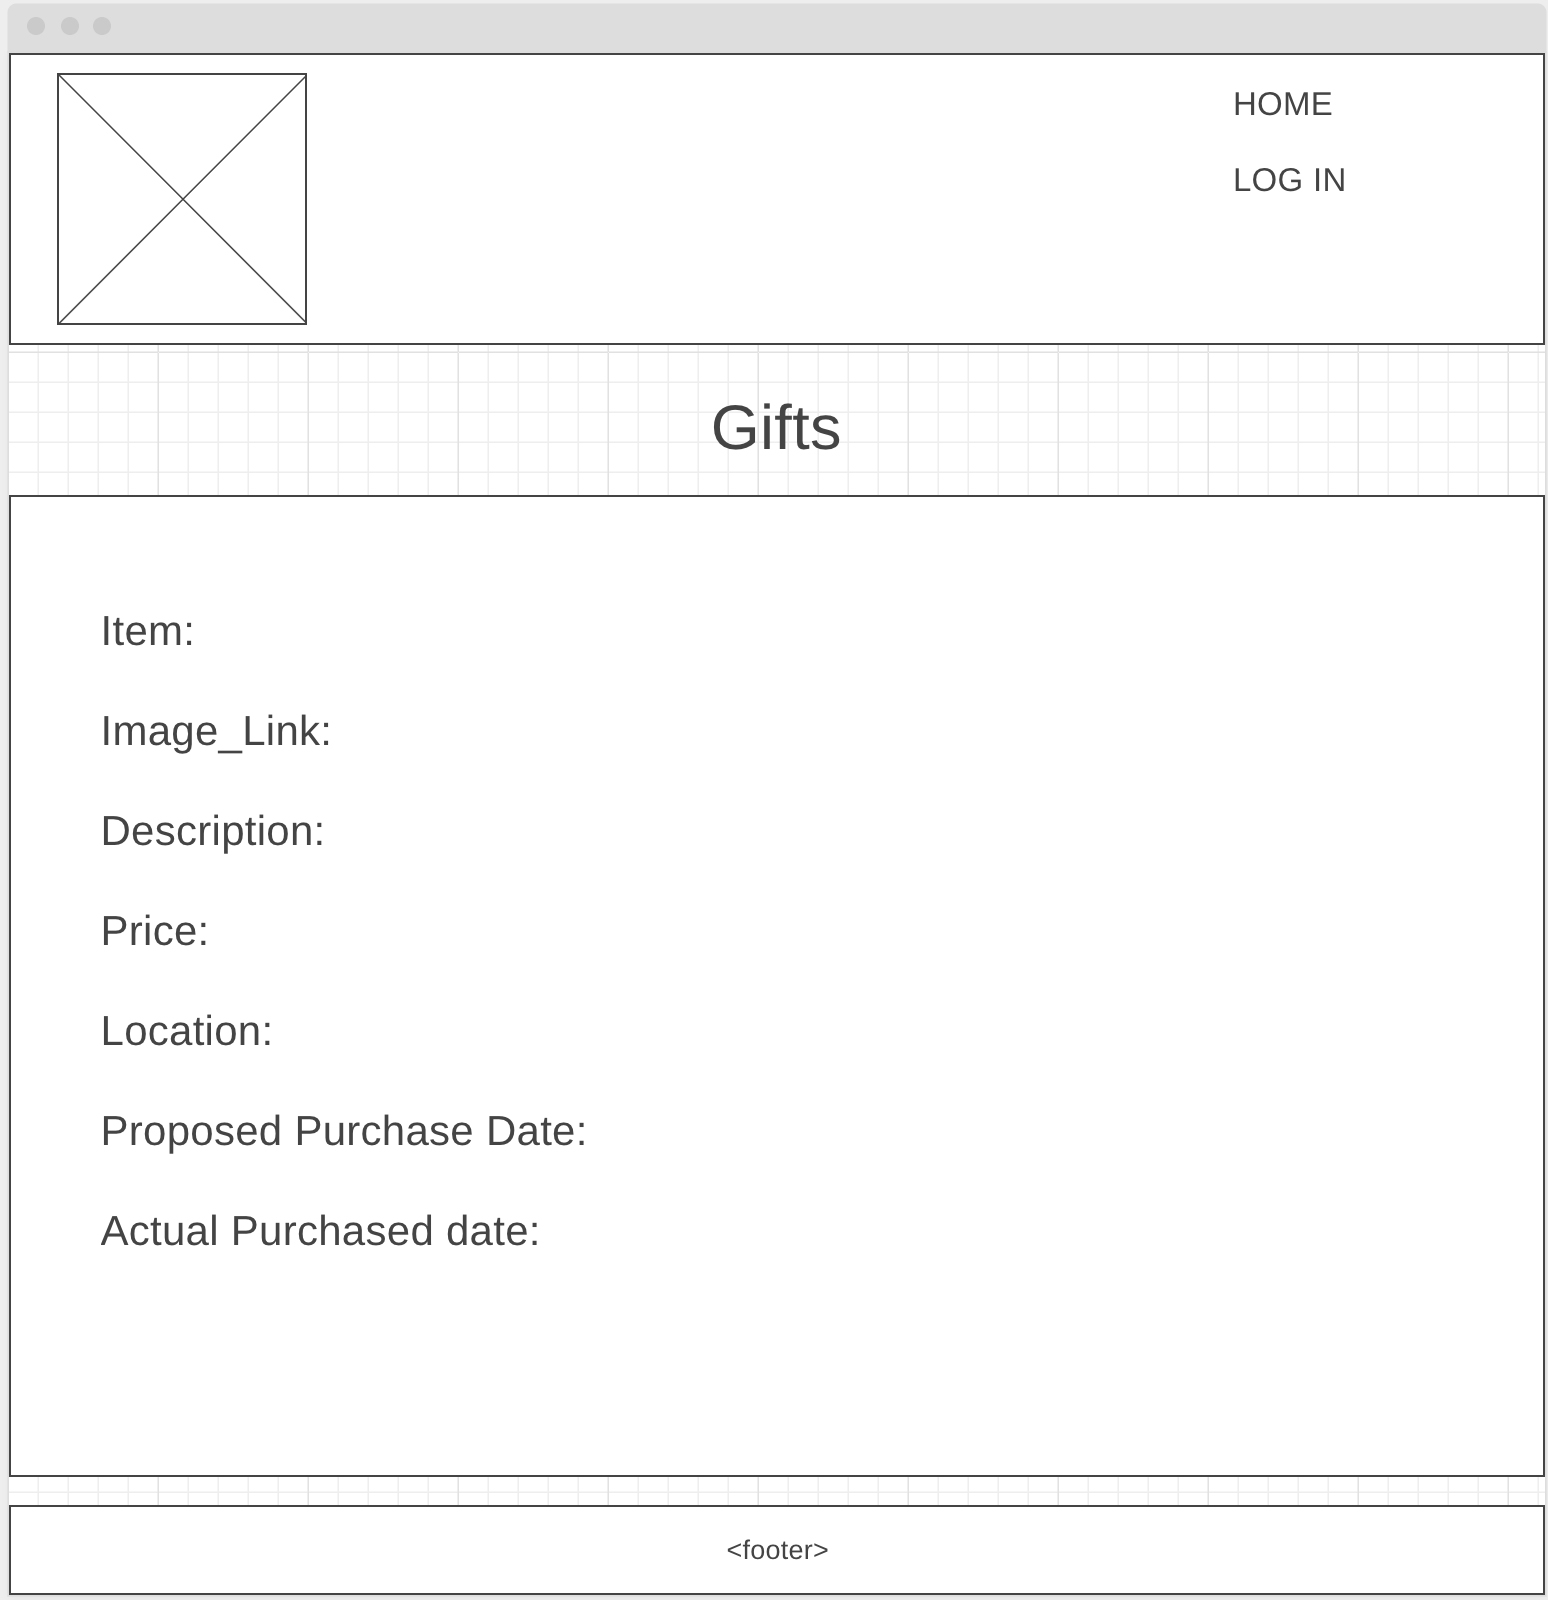 HOME
LOG IN
Gifts
Item:
Image_Link:
Description:
Price:
Location:
Proposed Purchase Date:
Actual Purchased date:
<footer>